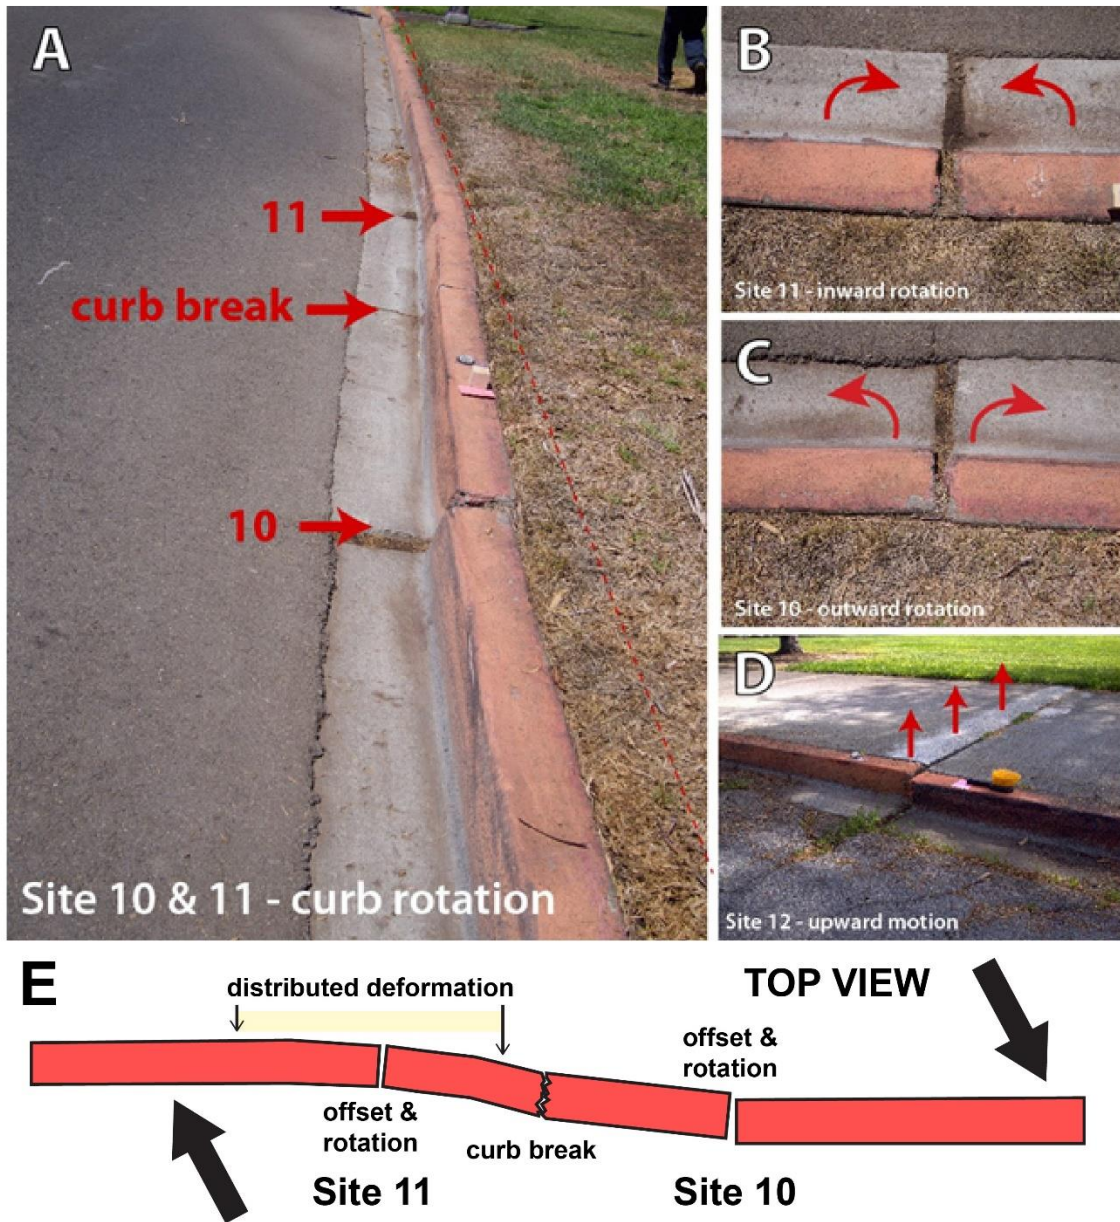 A
11
curb break
10
Site 10 & 11 - curb rotation
B
Site 11 - inward rotation
C
Site 10 - outward rotation
D
Site 12 - upward motion
E
distributed deformation
TOP VIEW
offset &
rotation
offset &
rotation
curb break
Site 11
Site 10